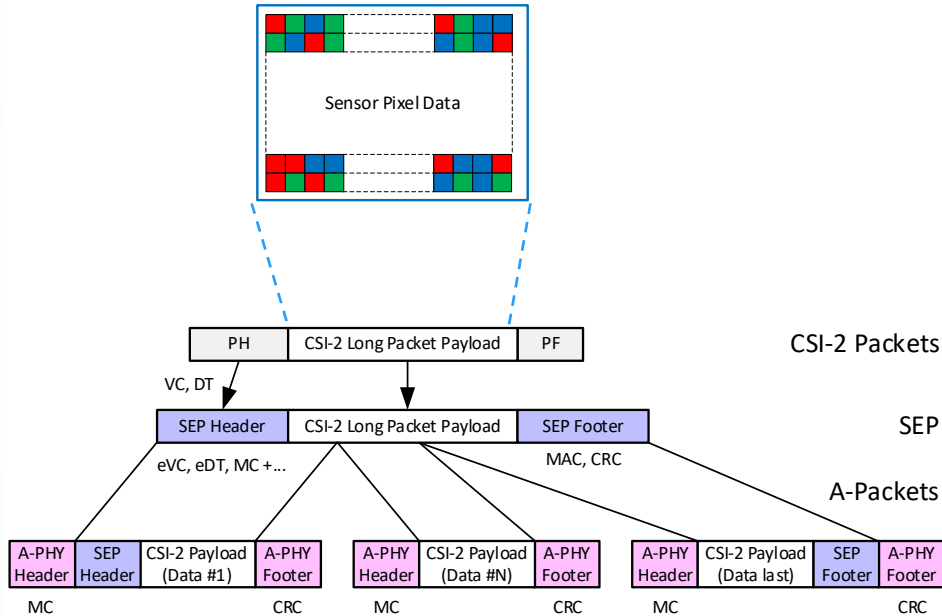 Sensor Pixel Data
PH
CSI-2 Long Packet Payload
PF
CSI-2 Packets
VC, DT
SEP Header
CSI-2 Long Packet Payload
SEP Footer
SEP
eVC, eDT, MC +...
MAC, CRC
A-Packets
A-PHY
Header
SEP
Header
CSI-2 Payload
(Data #1)
A-PHY
Footer
A-PHY
Header
CSI-2 Payload
(Data #N)
A-PHY
Footer
A-PHY
Header
CSI-2 Payload
(Data last)
SEP
Footer
A-PHY
Footer
MC
CRC
MC
CRC
MC
CRC